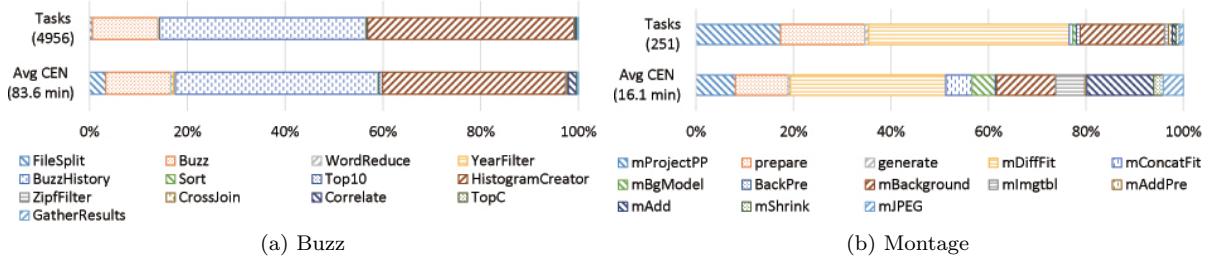 Tasks
(4956)
Avg CEN
(83.6 min)
0% 20% 40% 60% 80% 100%
FileSplit Buzz WordReduce YearFilter
BuzzHistory Sort Top10 HistogramCreator
ZipfFilter CrossJoin Correlate TopC
GatherResults
(a) Buzz
Tasks
(251)
Avg CEN
(16.1 min)
0% 20% 40% 60% 80% 100%
mProjectPP prepare generate mDiffFit mConcatFit
mBgModel BackPre mBackground mImgtbl mAddPre
mAdd mShrink mJPEG
(b) Montage